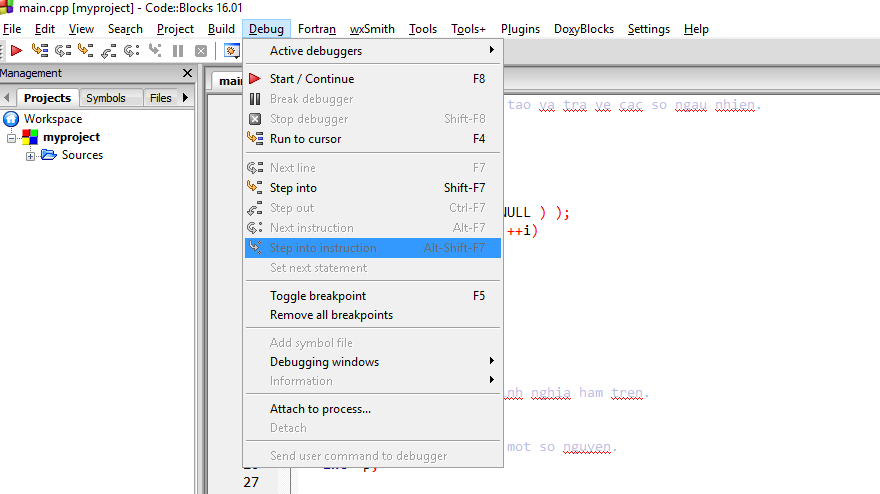 main.cpp [myproject] - Code::Blocks 16.01
File Edit View Search Project Build Debug Fortran wxSmith Tools Tools+ Plugins DoxyBlocks Settings Help
Management
Projects Symbols Files
Workspace
myproject
Sources
Active debuggers
Start / Continue F8
Break debugger
Stop debugger Shift-F8
Run to cursor F4
Next line F7
Step into Shift-F7
Step out Ctrl-F7
Next instruction Alt-F7
Step into instruction Alt-Shift-F7
Set next statement
Toggle breakpoint F5
Remove all breakpoints
Add symbol file
Debugging windows
Information
Attach to process...
Detach
Send user command to debugger
tao va tra ve cac so ngau nhien.
NULL ) );
++i)
nh nghia ham tren.
mot so nguyen.
27